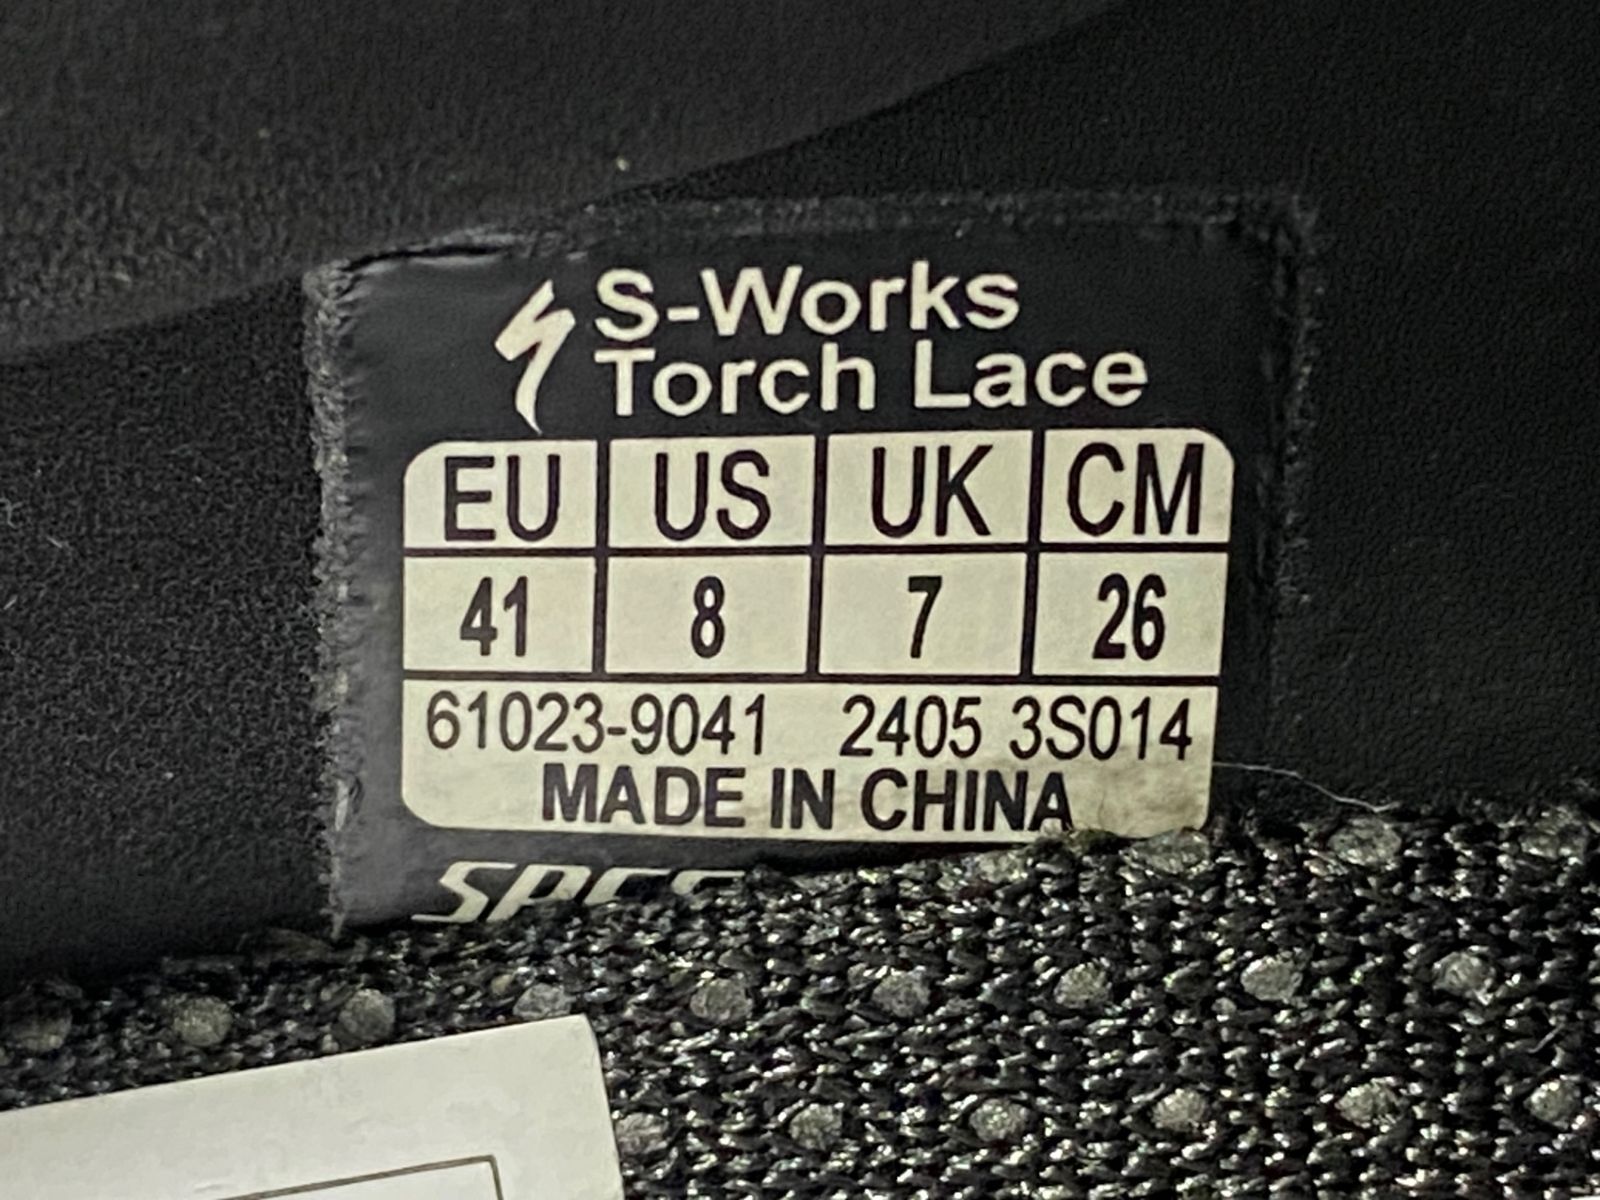 S-Works
Torch Lace
EU US UK CM
41 8 7 26
61023-9041 2405 3S014
MADE IN CHINA